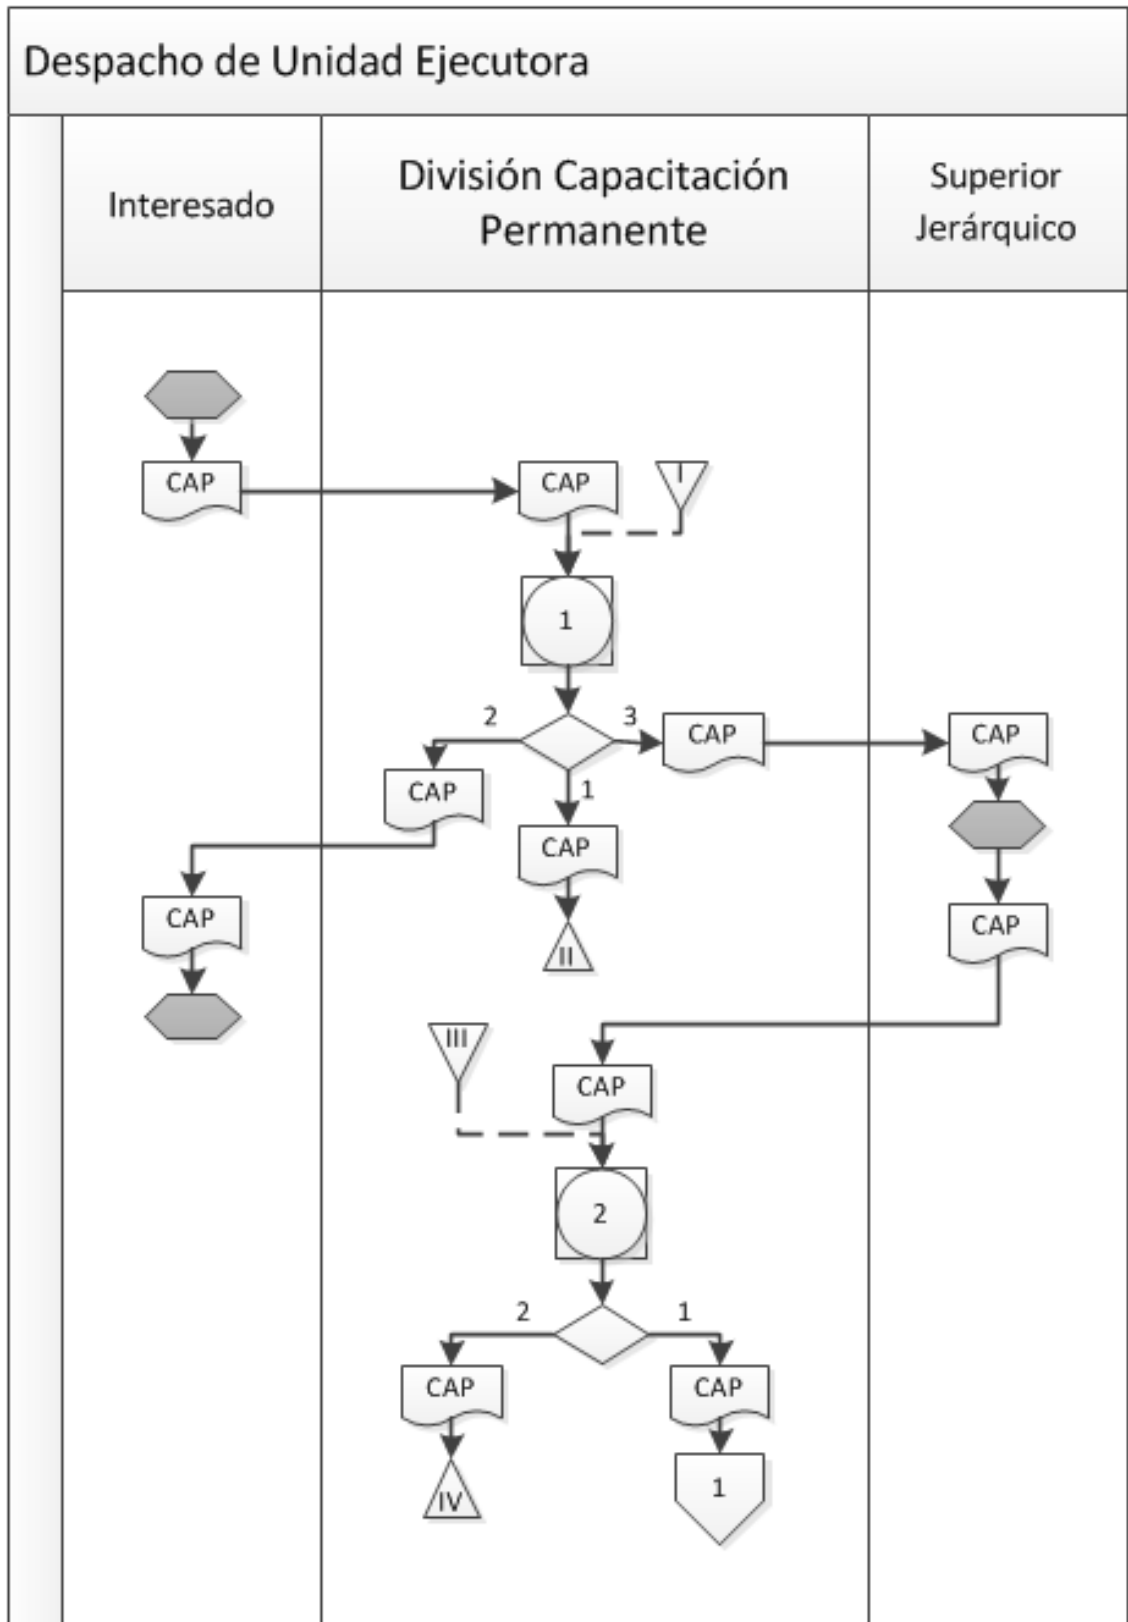 Despacho de Unidad Ejecutora
Interesado
División Capacitación
Permanente
Superior
Jerárquico
CAP
CAP
I
1
2
3
CAP
CAP
CAP
1
CAP
CAP
CAP
II
III
CAP
2
2
1
CAP
CAP
IV
1